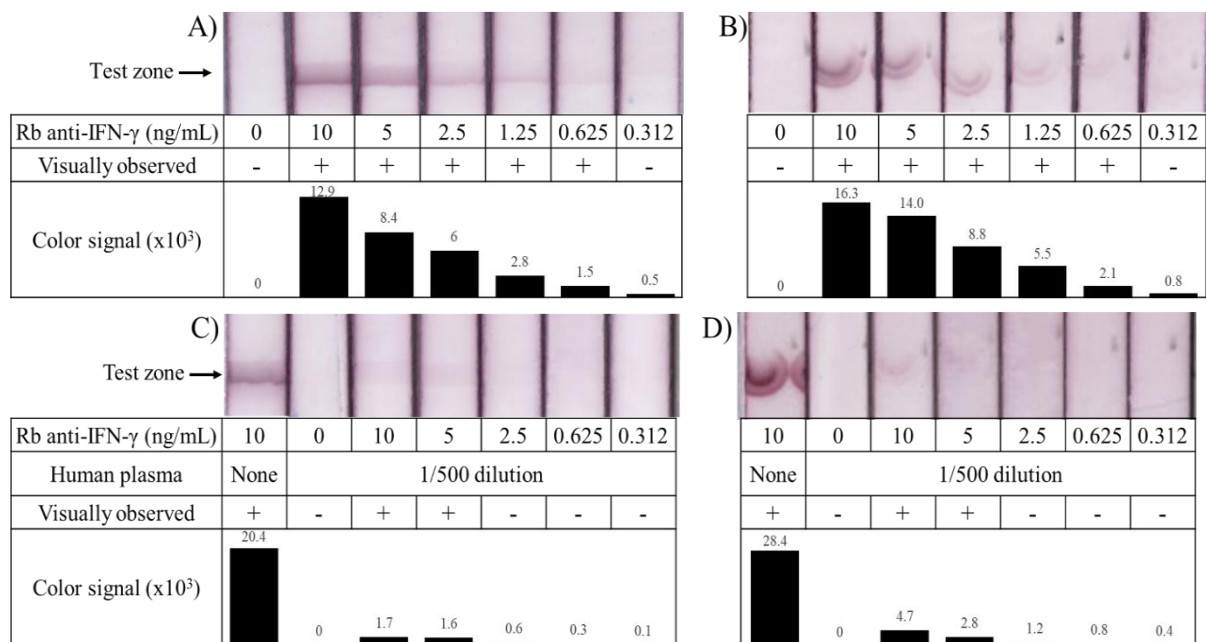 A)
Test zone
Rb anti-IFN-γ (ng/mL) 0 10 5 2.5 1.25 0.625 0.312
Visually observed - + + + + + -
Color signal (x10³) 0 12.9 8.4 6 2.8 1.5 0.5
B)
0 10 5 2.5 1.25 0.625 0.312
- + + + + + -
0 16.3 14.0 8.8 5.5 2.1 0.8
C)
Test zone
Rb anti-IFN-γ (ng/mL) 10 0 10 5 2.5 0.625 0.312
Human plasma None 1/500 dilution
Visually observed + - + + - - -
Color signal (x10³) 20.4 0 1.7 1.6 0.6 0.3 0.1
D)
10 0 10 5 2.5 0.625 0.312
None 1/500 dilution
+ - + + - - -
28.4 0 4.7 2.8 1.2 0.8 0.4